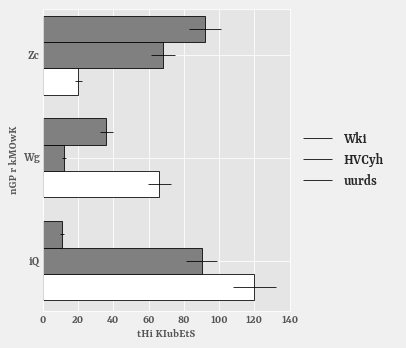 Zc
Wg
iQ
nGP r kMOwK
0 20 40 60 80 100 120 140
tHi KIubEtS
Wki
HVCyh
uurds